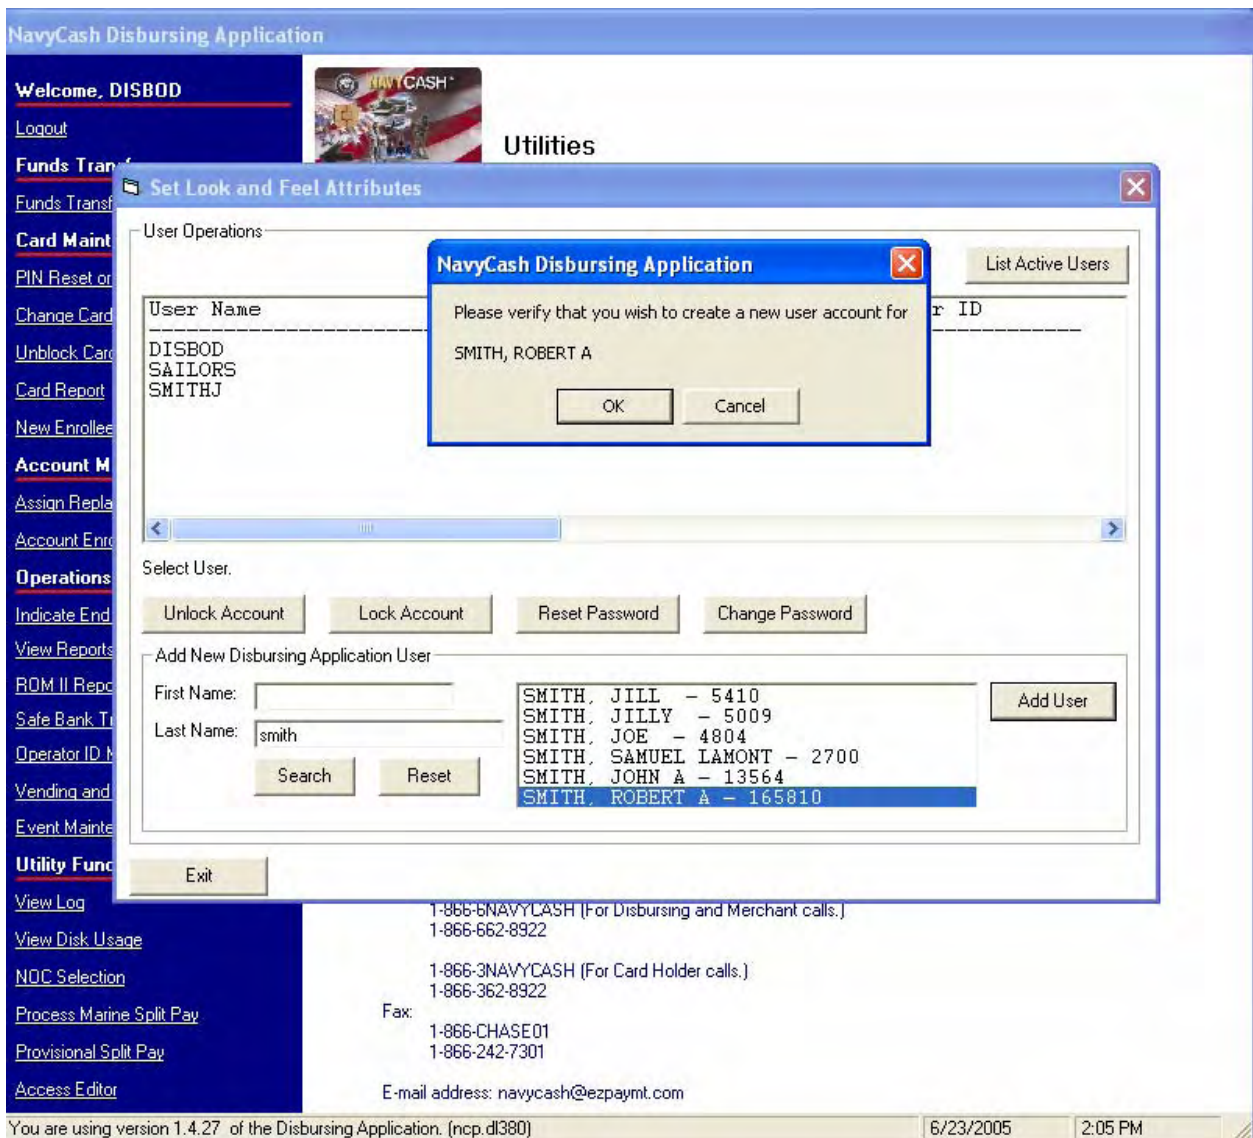 NavyCash Disbursing Application
Welcome, DISBOD
Logout
Funds
Funds
Card Maint
PIN Reset or
Change Card
Unblock
Card Report
New Enrollee
Account M
Assign
Account
Operations
Indicate End
View Reports
ROM II
Safe Bank
Operator ID
Vending and
Event
Utility
View Log
View Disk Usage
NOC Selection
Process Marine Split Pay
Provisional Split Pay
Access Editor
NAVYCASH
Utilities
Set Look and Feel Attributes
User Operations
List Active Users
User Name
ID
DISBOD
SAILORS
SMITHJ
NavyCash Disbursing Application
Please verify that you wish to create a new user account for
SMITH, ROBERT A
OK Cancel
Select User.
Unlock Account Lock Account Reset Password Change Password
Add New Disbursing Application User
First Name:
Last Name: smith
Search Reset
SMITH, JILL - 5410
SMITH, JILLY - 5009
SMITH, JOE - 4804
SMITH, SAMUEL LAMONT - 2700
SMITH, JOHN A - 13564
SMITH, ROBERT A - 165810
Add User
Exit
1-866-6NAVYCASH (For Disbursing and Merchant calls.)
1-866-662-8922
1-866-3NAVYCASH (For Card Holder calls.)
1-866-362-8922
Fax:
1-866-CHASE01
1-866-242-7301
E-mail address: navycash@ezpaymt.com
You are using version 1.4.27 of the Disbursing Application. (ncp.dl380) 6/23/2005 2:05 PM